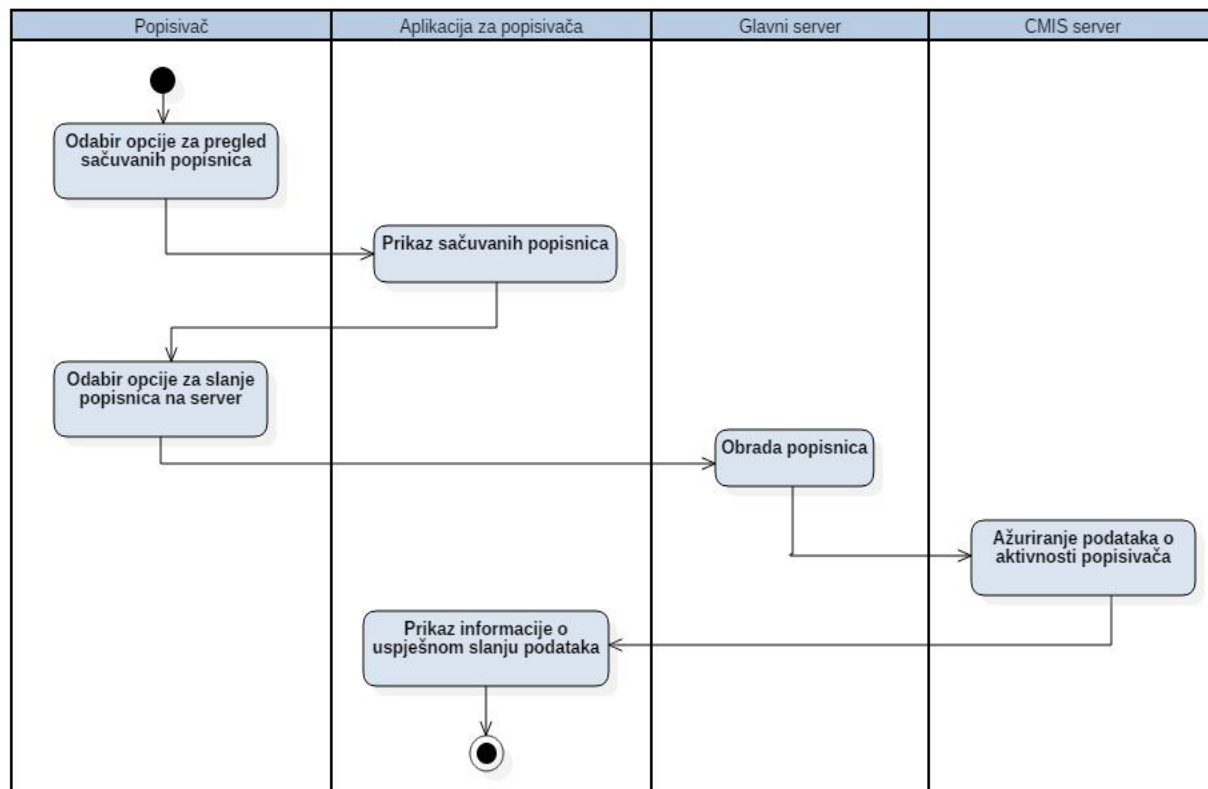 Popisivač
Aplikacija za popisivača
Glavni server
CMIS server
Odabir opcije za pregled
sačuvanih popisnica
Prikaz sačuvanih popisnica
Odabir opcije za slanje
popisnica na server
Obrada popisnica
Ažuriranje podataka o
aktivnosti popisivača
Prikaz informacije o
uspješnom slanju podataka